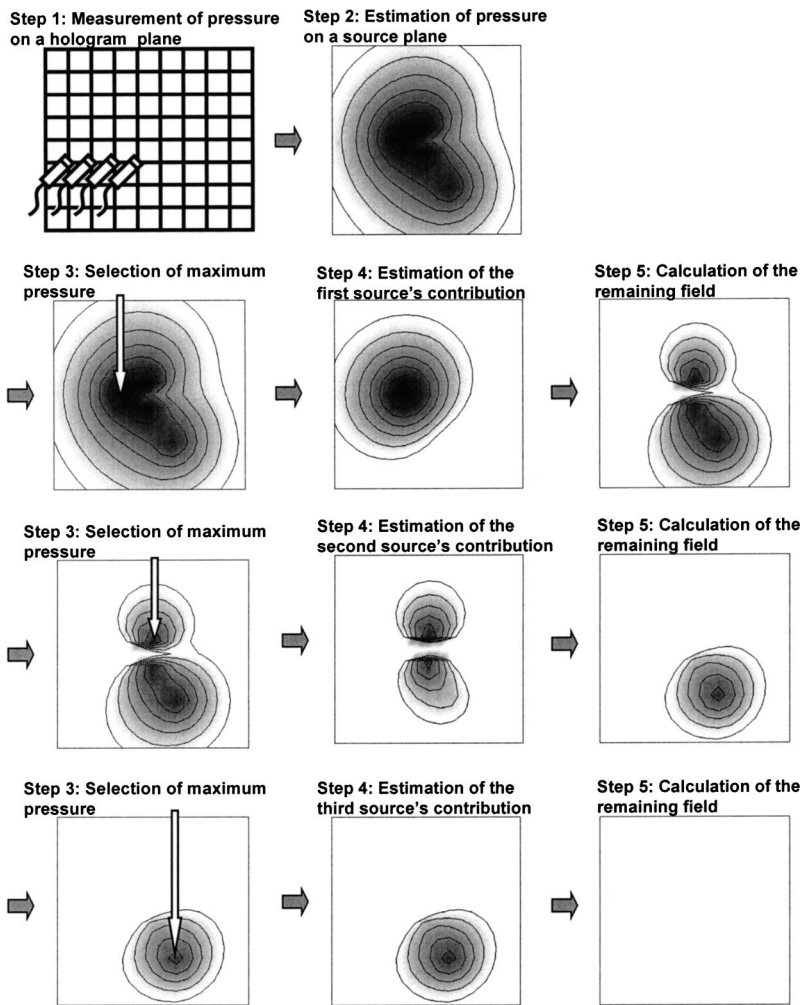 Step 1: Measurement of pressure
on a hologram plane
Step 2: Estimation of pressure
on a source plane
Step 3: Selection of maximum
pressure
Step 4: Estimation of the
first source's contribution
Step 5: Calculation of the
remaining field
Step 3: Selection of maximum
pressure
Step 4: Estimation of the
second source's contribution
Step 5: Calculation of the
remaining field
Step 3: Selection of maximum
pressure
Step 4: Estimation of the
third source's contribution
Step 5: Calculation of the
remaining field